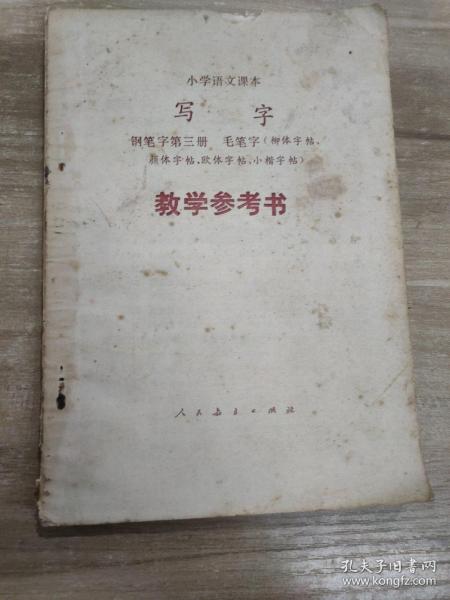 小学语文课本
写 字
钢笔字第三册 毛笔字(柳体字帖、
颜体字帖、欧体字帖、小楷字帖)
教学参考书
人民教育出版社
孔夫子旧书网
www.kongfz.com